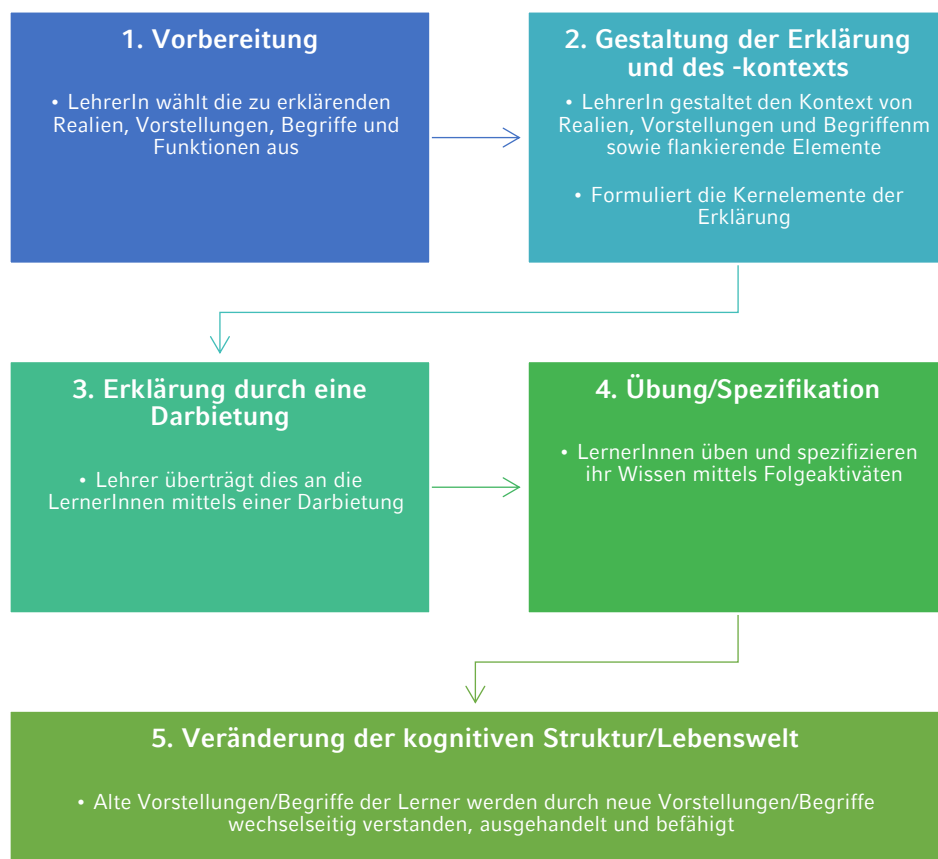 1. Vorbereitung
• LehrerIn wählt die zu erklärenden
Realien, Vorstellungen, Begriffe und
Funktionen aus
2. Gestaltung der Erklärung
und des -kontexts
• LehrerIn gestaltet den Kontext von
Realien, Vorstellungen und Begriffenm
sowie flankierende Elemente
• Formuliert die Kernelemente der
Erklärung
3. Erklärung durch eine
Darbietung
• Lehrer überträgt dies an die
LernerInnen mittels einer Darbietung
4. Übung/Spezifikation
• LernerInnen üben und spezifizieren
ihr Wissen mittels Folgeaktiväten
5. Veränderung der kognitiven Struktur/Lebenswelt
• Alte Vorstellungen/Begriffe der Lerner werden durch neue Vorstellungen/Begriffe
wechselseitig verstanden, ausgehandelt und befähigt